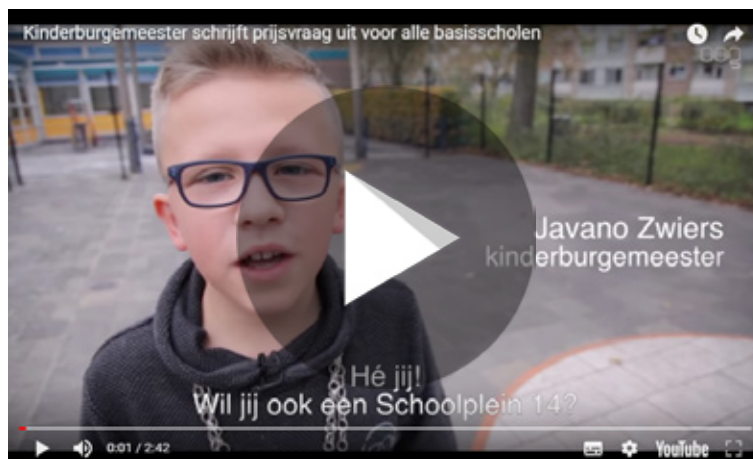 Kinderburgemeester schrijft prijsvraag uit voor alle basisscholen
oog
Javano Zwiers
kinderburgemeester
Hé jij!
Wil jij ook een Schoolplein 14?
0:01 / 2:42
YouTube